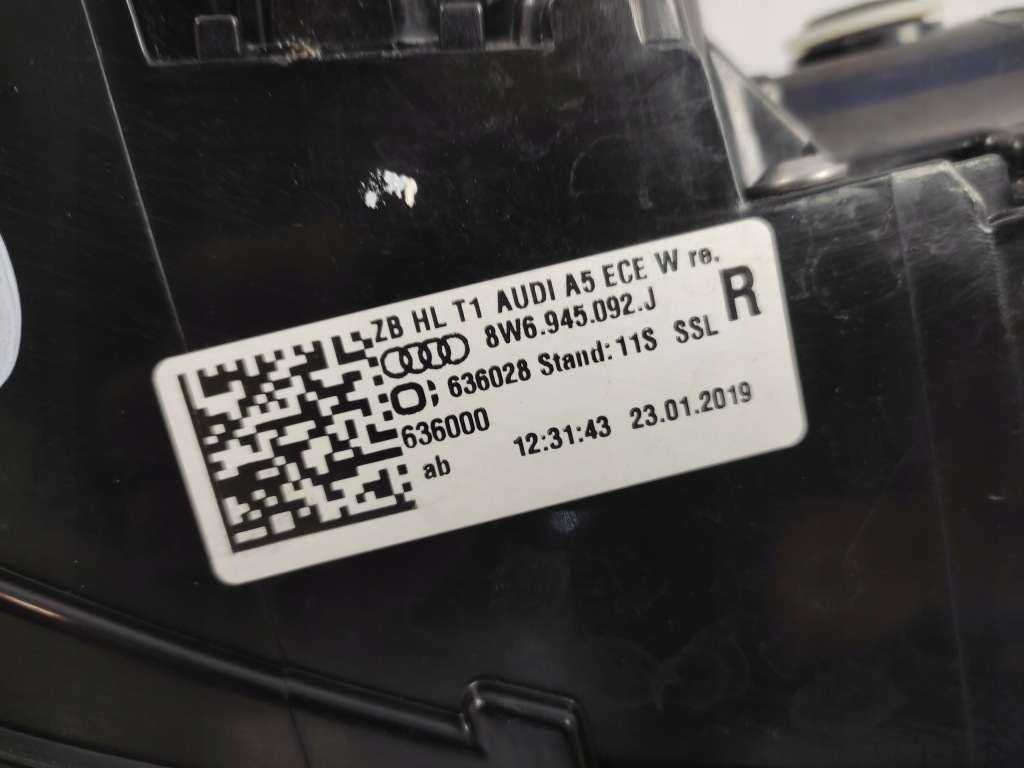 ZB HL T1 AUDI A5 ECE W re.
8W6.945.092.J
R
; 636028 Stand: 11S SSL
636000
ab 12:31:43 23.01.2019